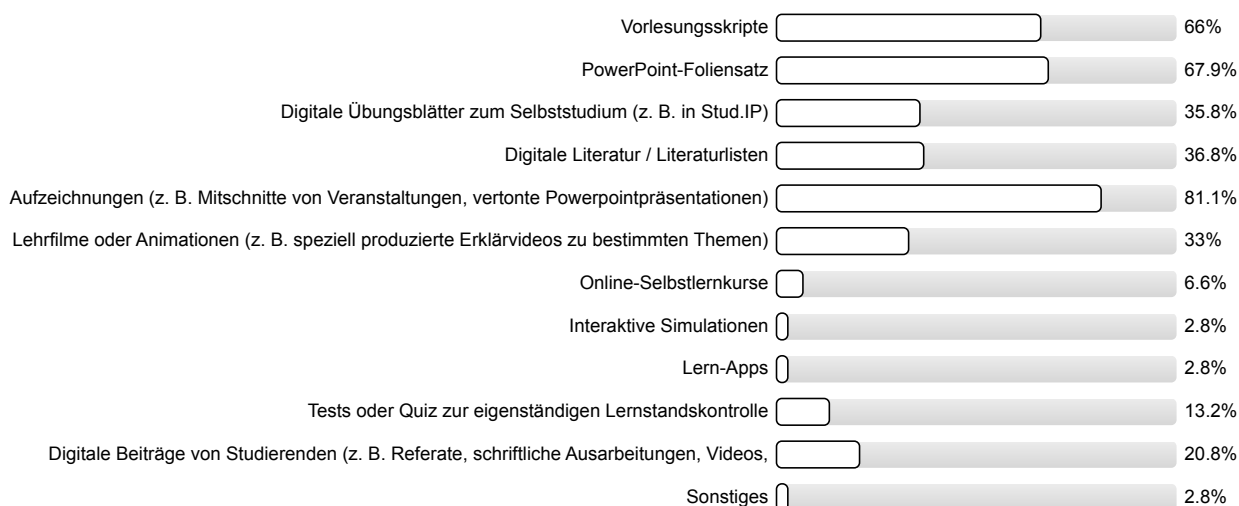 Vorlesungsskripte 66%
PowerPoint-Foliensatz 67.9%
Digitale Übungsblätter zum Selbststudium (z. B. in Stud.IP) 35.8%
Digitale Literatur / Literaturlisten 36.8%
Aufzeichnungen (z. B. Mitschnitte von Veranstaltungen, vertonte Powerpointpräsentationen) 81.1%
Lehrfilme oder Animationen (z. B. speziell produzierte Erklärvideos zu bestimmten Themen) 33%
Online-Selbstlernkurse 6.6%
Interaktive Simulationen 2.8%
Lern-Apps 2.8%
Tests oder Quiz zur eigenständigen Lernstandskontrolle 13.2%
Digitale Beiträge von Studierenden (z. B. Referate, schriftliche Ausarbeitungen, Videos, 20.8%
Sonstiges 2.8%